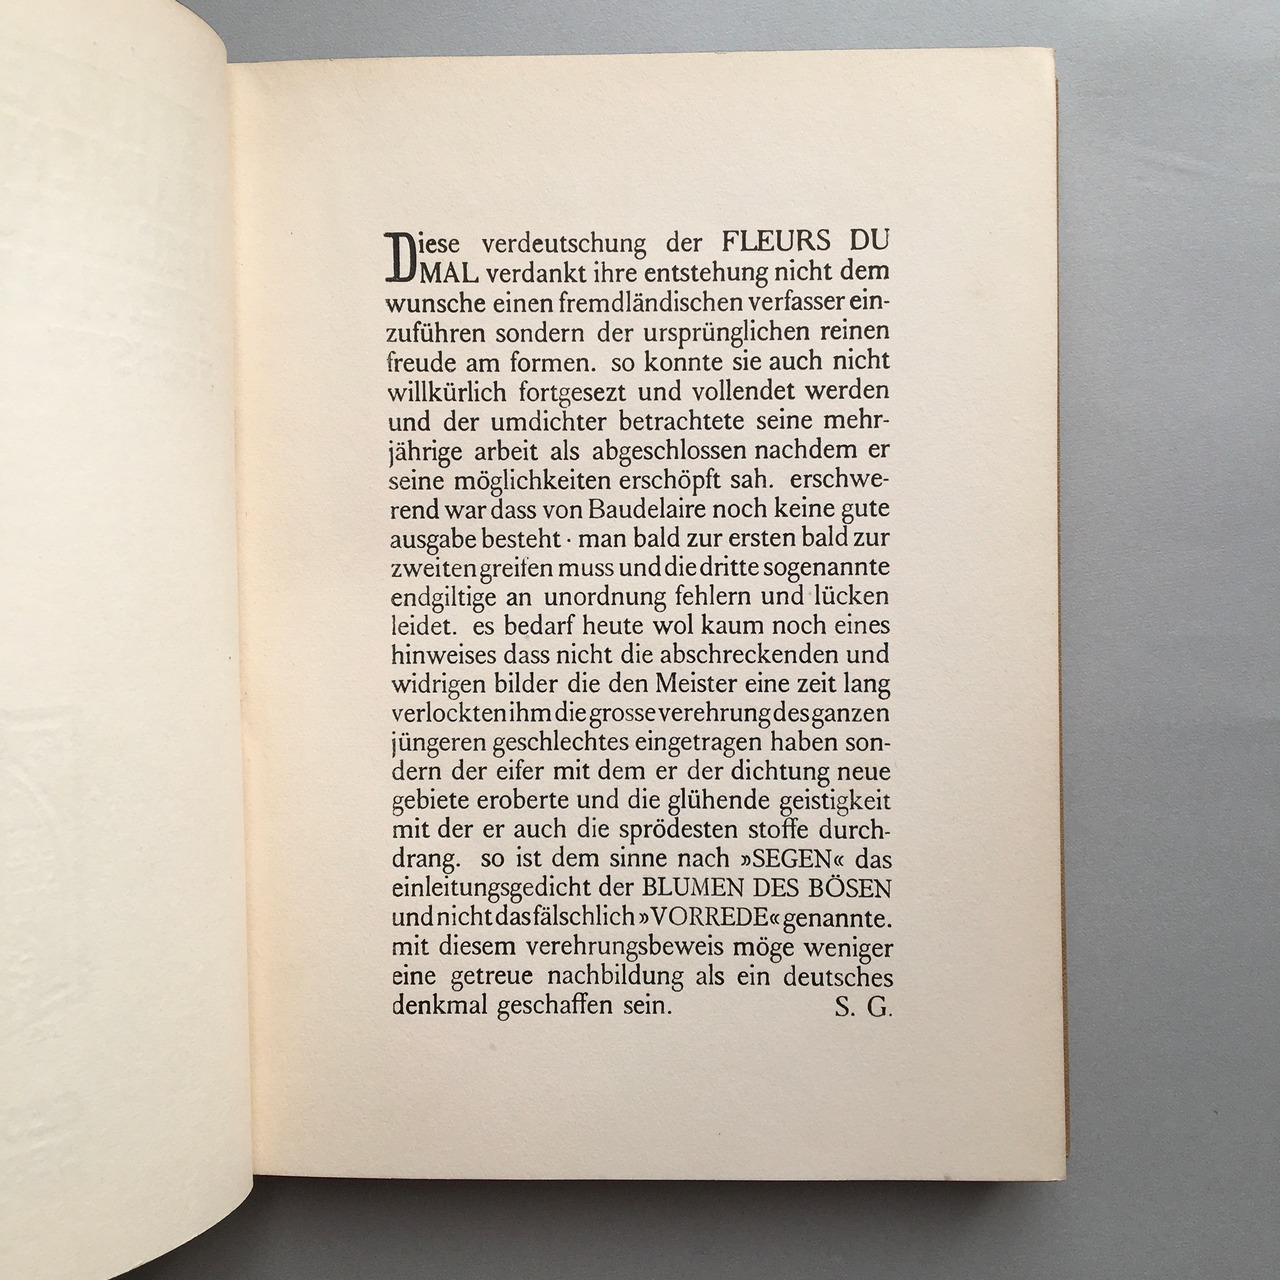 Diese verdeutschung der FLEURS DU
MAL verdankt ihre entstehung nicht dem
wunsche einen fremdländischen verfasser ein-
zuführen sondern der ursprünglichen reinen
freude am formen. so konnte sie auch nicht
willkürlich fortgesezt und vollendet werden
und der umdichter betrachtete seine mehr-
jährige arbeit als abgeschlossen nachdem er
seine möglichkeiten erschöpft sah. erschwe-
rend war dass von Baudelaire noch keine gute
ausgabe besteht · man bald zur ersten bald zur
zweiten greifen muss und die dritte sogenannte
endgiltige an unordnung fehlern und lücken
leidet. es bedarf heute wol kaum noch eines
hinweises dass nicht die abschreckenden und
widrigen bilder die den Meister eine zeit lang
verlockten ihm die grosse verehrung des ganzen
jüngeren geschlechtes eingetragen haben son-
dern der eifer mit dem er der dichtung neue
gebiete eroberte und die glühende geistigkeit
mit der er auch die sprödesten stoffe durch-
drang. so ist dem sinne nach »SEGEN« das
einleitungsgedicht der BLUMEN DES BÖSEN
und nicht das fälschlich »VORREDE« genannte.
mit diesem verehrungsbeweis möge weniger
eine getreue nachbildung als ein deutsches
denkmal geschaffen sein. S. G.